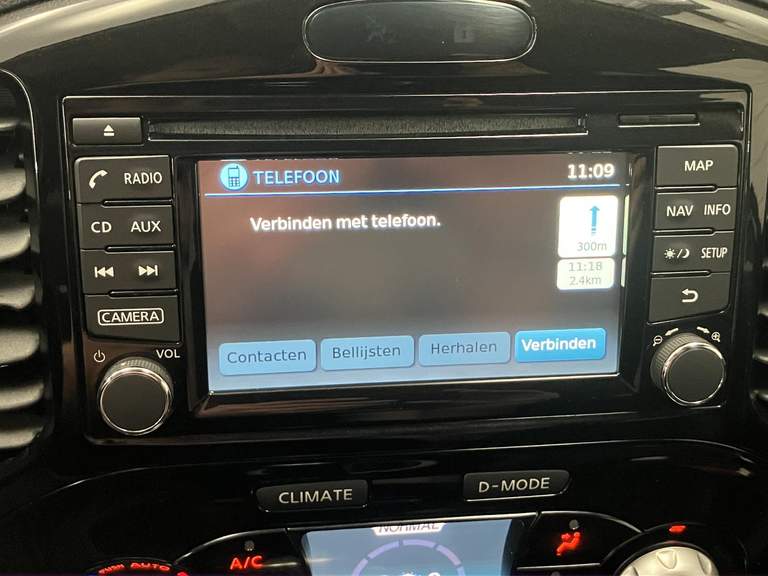 TELEFOON 11:09
RADIO MAP
Verbinden met telefoon.
CD AUX NAV INFO
300m
SETUP
11:18
2.4km
CAMERA
Contacten Bellijsten Herhalen Verbinden
VOL
CLIMATE D-MODE
NORMAL
A/C
AUTO